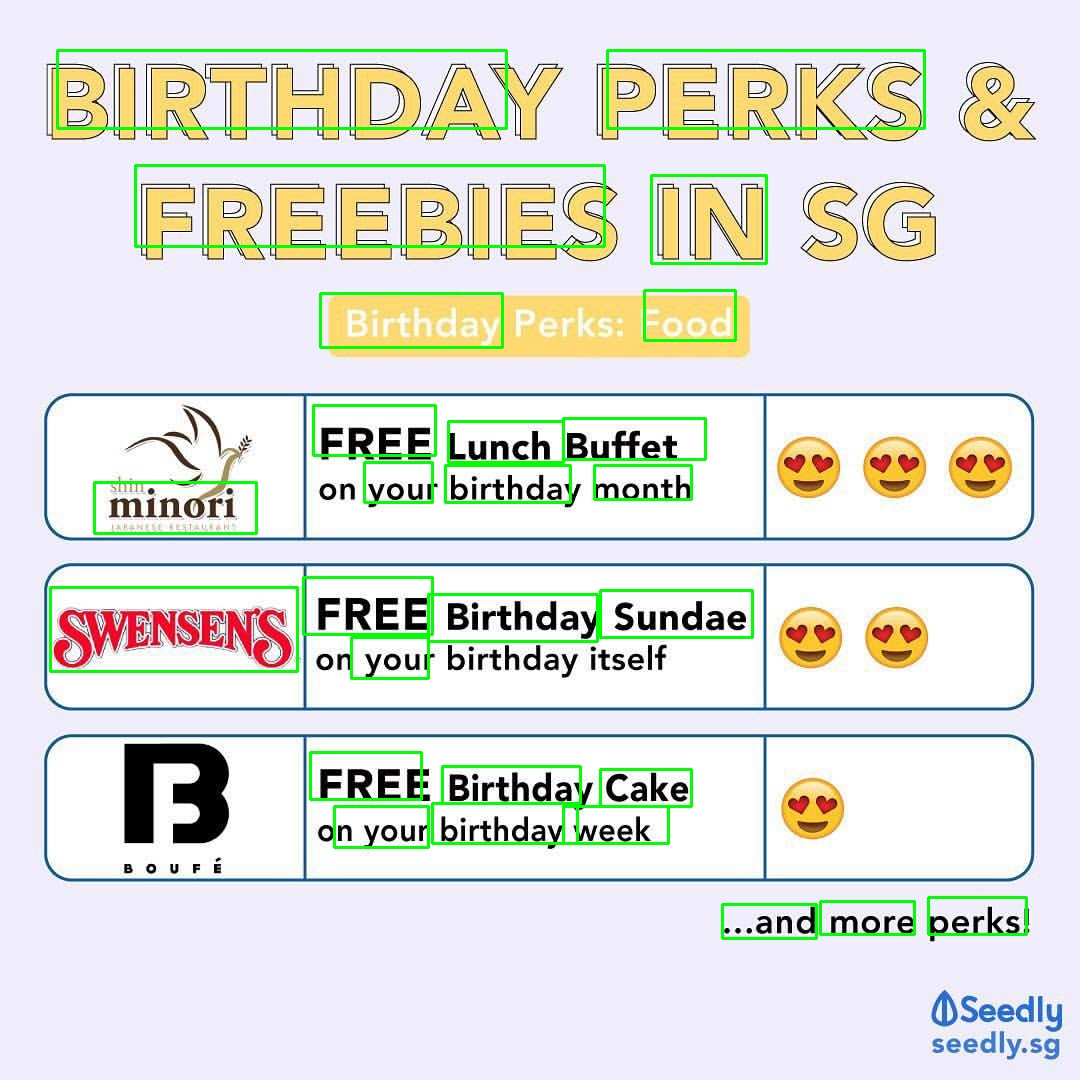 BIRTHDAY PERKS &
FREEBIES IN SG
Birthday Perks: Food
shin
minori
JAPANESE RESTAURANT
FREE Lunch Buffet
on your birthday month
SWENSEN'S
FREE Birthday Sundae
on your birthday itself
B
BOUFÉ
FREE Birthday Cake
on your birthday week
...and more perks!
Seedly
seedly.sg